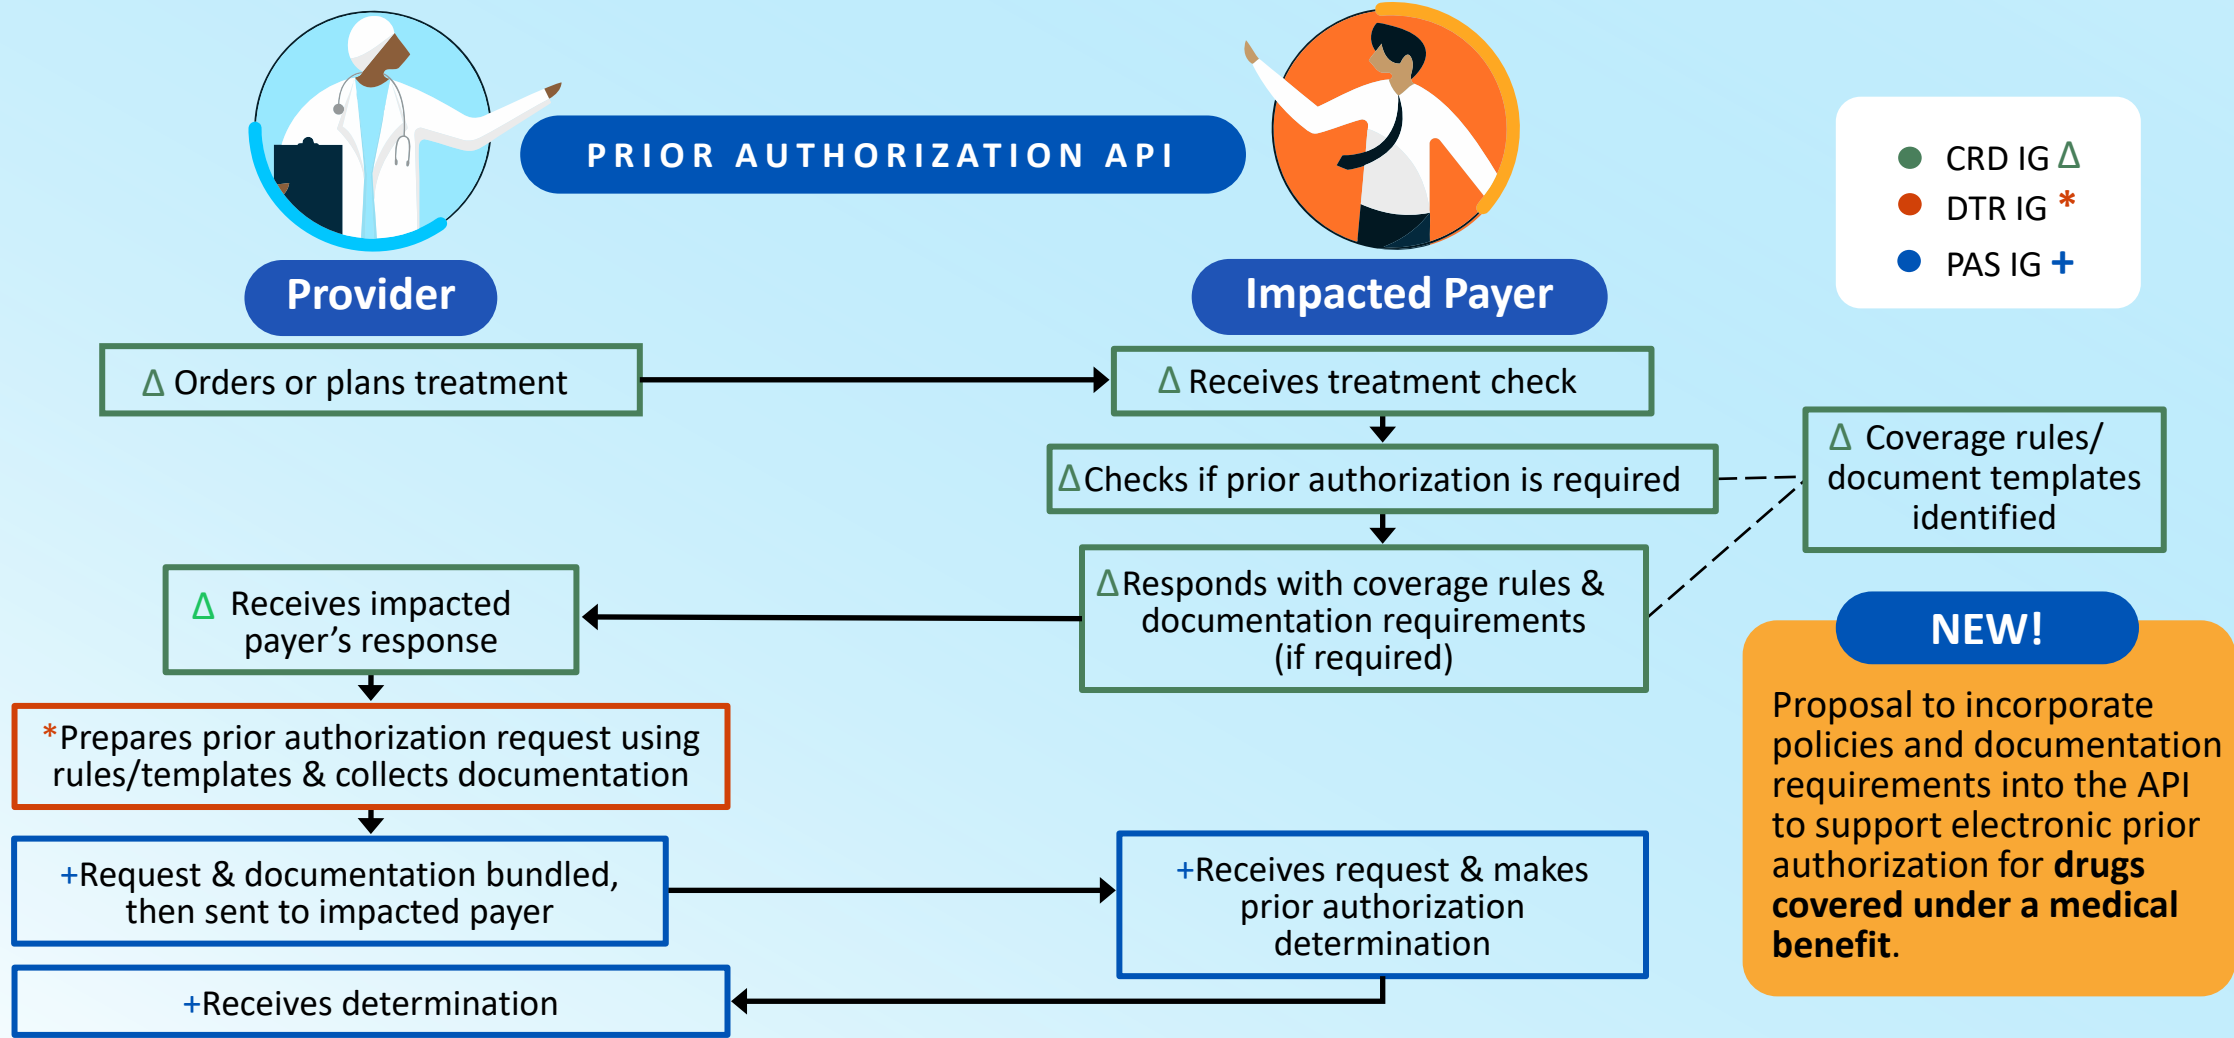 PRIOR AUTHORIZATION API
Provider
Impacted Payer
CRD IG Δ
DTR IG *
PAS IG +
Δ Orders or plans treatment
Δ Receives treatment check
Δ Checks if prior authorization is required
Δ Coverage rules/
document templates
identified
Δ Responds with coverage rules &
documentation requirements
(if required)
Δ Receives impacted
payer’s response
*Prepares prior authorization request using
rules/templates & collects documentation
+Request & documentation bundled,
then sent to impacted payer
+Receives request & makes
prior authorization
determination
+Receives determination
NEW!
Proposal to incorporate
policies and documentation
requirements into the API
to support electronic prior
authorization for drugs
covered under a medical
benefit.